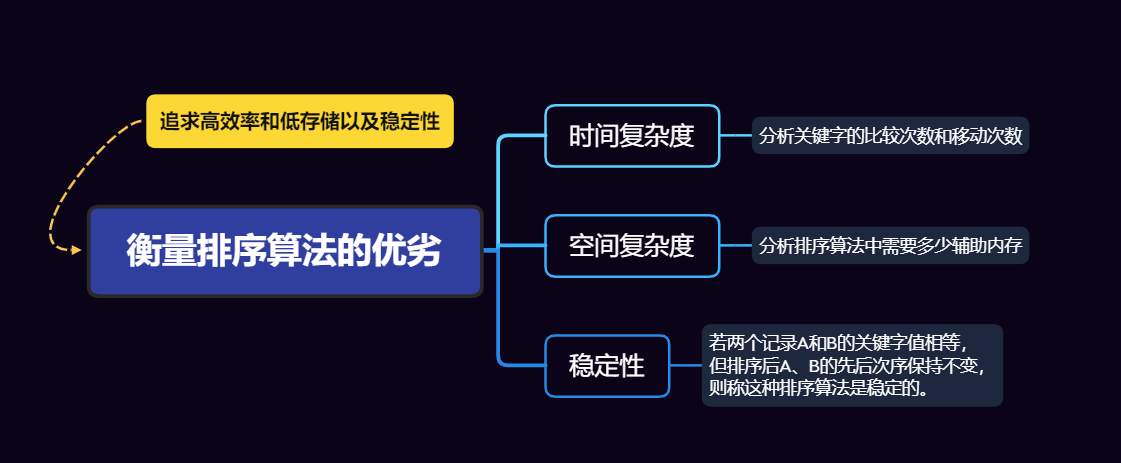 追求高效率和低存储以及稳定性
衡量排序算法的优劣
时间复杂度
分析关键字的比较次数和移动次数
空间复杂度
分析排序算法中需要多少辅助内存
稳定性
若两个记录A和B的关键字值相等，
但排序后A、B的先后次序保持不变，
则称这种排序算法是稳定的。